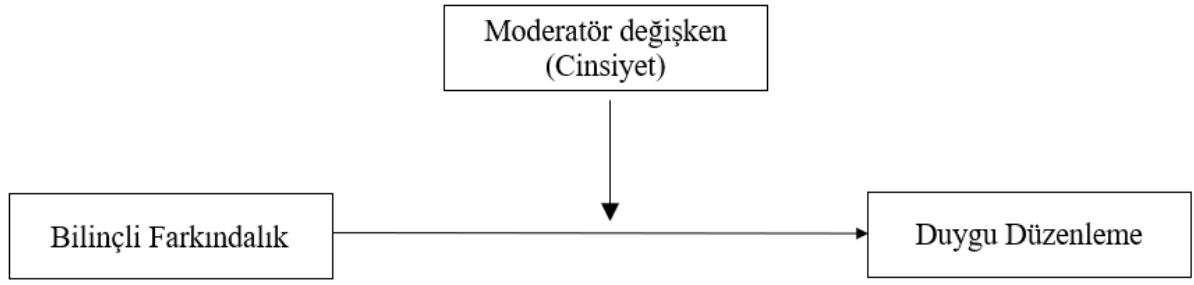 Moderatör değişken
(Cinsiyet)
Bilinçli Farkındalık
Duygu Düzenleme